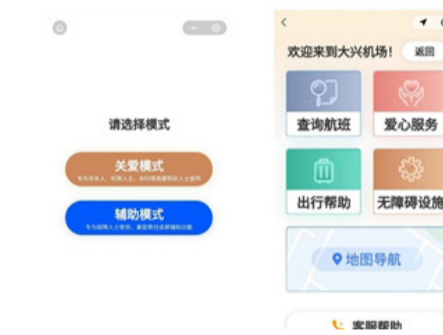 请选择模式
关爱模式
辅助模式
欢迎来到大兴机场！
返回
查询航班
爱心服务
出行帮助
无障碍设施
地图导航
客服帮助